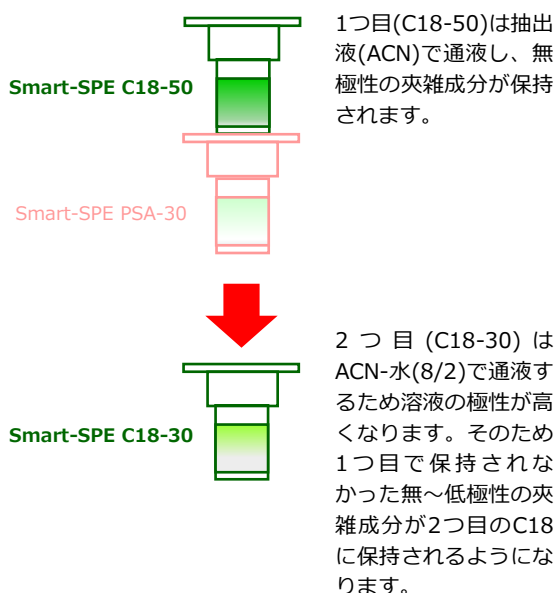 Smart-SPE C18-50
1つ目(C18-50)は抽出
液(ACN)で通液し、無
極性の夾雑成分が保持
されます。
Smart-SPE PSA-30
Smart-SPE C18-30
2つ目(C18-30)は
ACN-水(8/2)で通液す
るため溶液の極性が高
くなります。そのため
1つ目で保持されな
かった無～低極性の夾
雑成分が2つ目のC18
に保持されるようにな
ります。